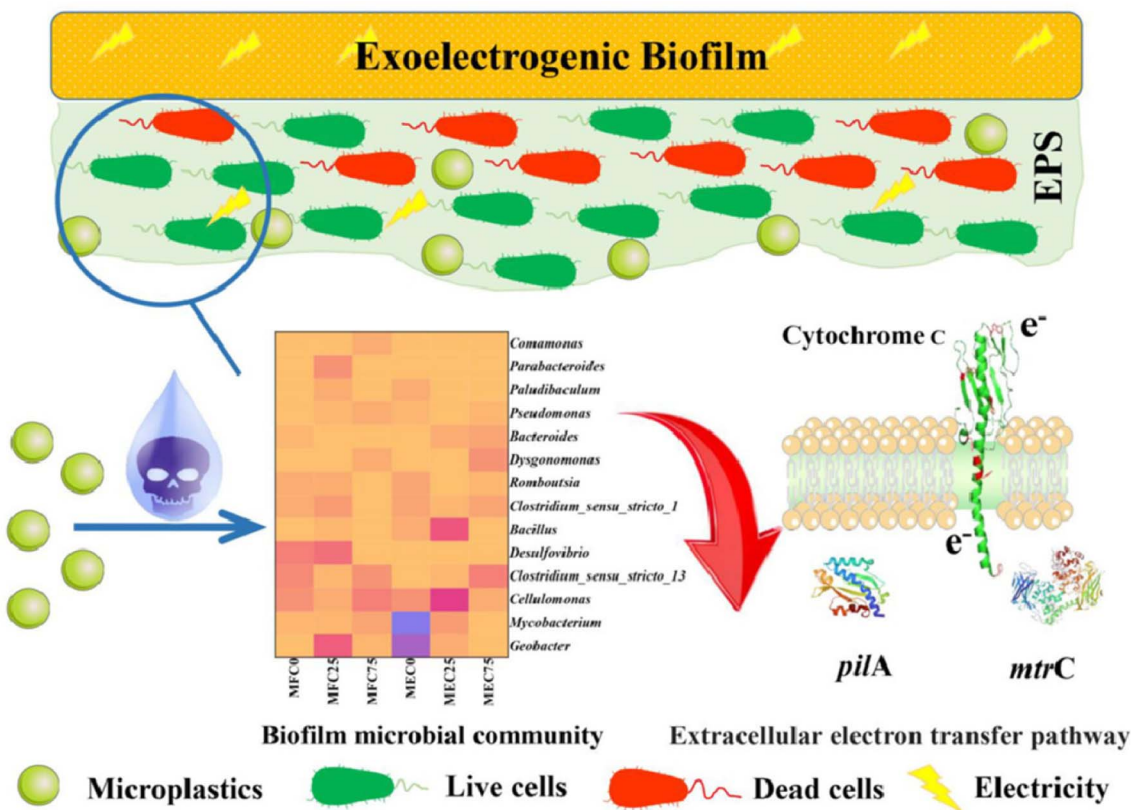 Exoelectrogenic Biofilm
EPS
Comamonas
Parabacteroides
Paludibaculum
Pseudomonas
Bacteroides
Dysgonomonas
Romboutsia
Clostridium_sensu_stricto_1
Bacillus
Desulfovibrio
Clostridium_sensu_stricto_13
Cellulomonas
Mycobacterium
Geobacter
MFC0
MFC25
MFC75
MEC0
MEC25
MEC75
Biofilm microbial community
Cytochrome C
e-
e-
pilA
mtrC
Extracellular electron transfer pathway
Microplastics
Live cells
Dead cells
Electricity